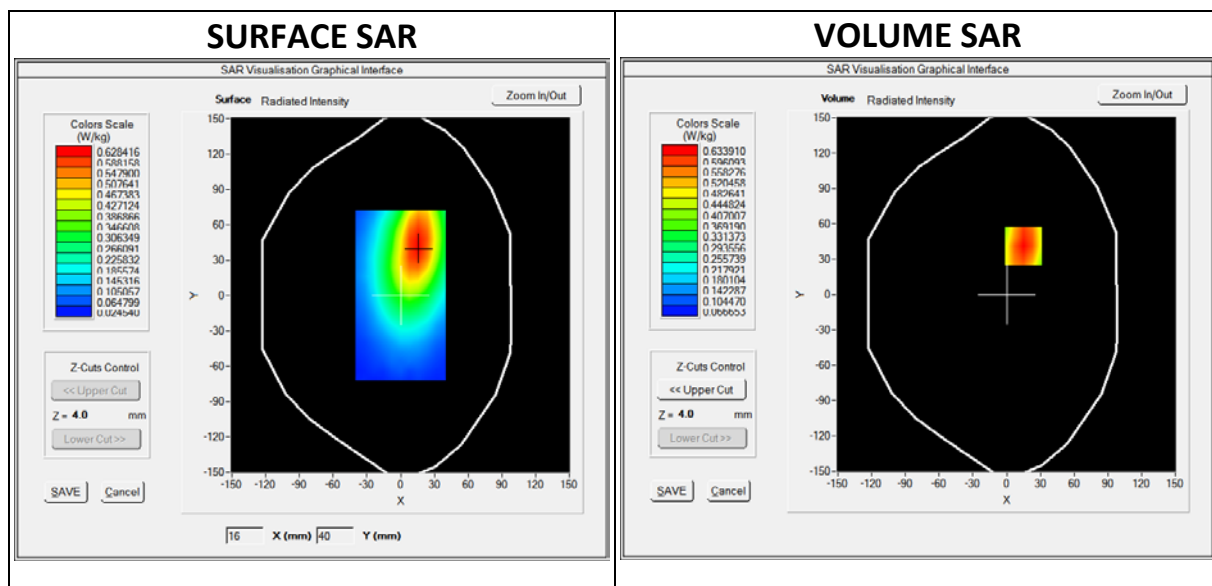 SURFACE SAR
SAR Visualisation Graphical Interface
Surface Radiated Intensity
Zoom In/Out
Colors Scale
(W/kg)
0.628416
0.588158
0.547900
0.507641
0.467383
0.427124
0.386866
0.346608
0.306349
0.266091
0.225832
0.185574
0.145316
0.105057
0.064799
0.024540
Z-Cuts Control
<< Upper Cut
Z = 4.0 mm
Lower Cut >>
SAVE Cancel
150
120
90
60
30
0
-30
-60
-90
-120
-150
Y
-150 -120 -90 -60 -30 0 30 60 90 120 150
X
16 X (mm) 40 Y (mm)
VOLUME SAR
SAR Visualisation Graphical Interface
Volume Radiated Intensity
Zoom In/Out
Colors Scale
(W/kg)
0.633910
0.596093
0.558276
0.520458
0.482641
0.444824
0.407007
0.369190
0.331373
0.293556
0.255739
0.217921
0.180104
0.142287
0.104470
0.066653
Z-Cuts Control
<< Upper Cut
Z = 4.0 mm
Lower Cut >>
SAVE Cancel
150
120
90
60
30
0
-30
-60
-90
-120
-150
Y
-150 -120 -90 -60 -30 0 30 60 90 120 150
X